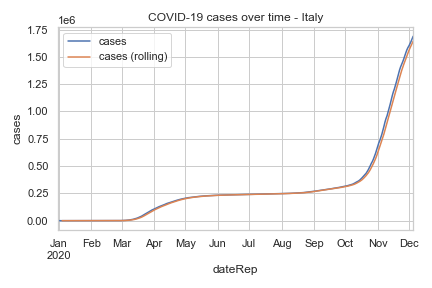 COVID-19 cases over time - Italy
1e6
cases
cases (rolling)
1.75
1.50
1.25
1.00
0.75
0.50
0.25
0.00
cases
Jan Feb Mar Apr May Jun Jul Aug Sep Oct Nov Dec
2020
dateRep